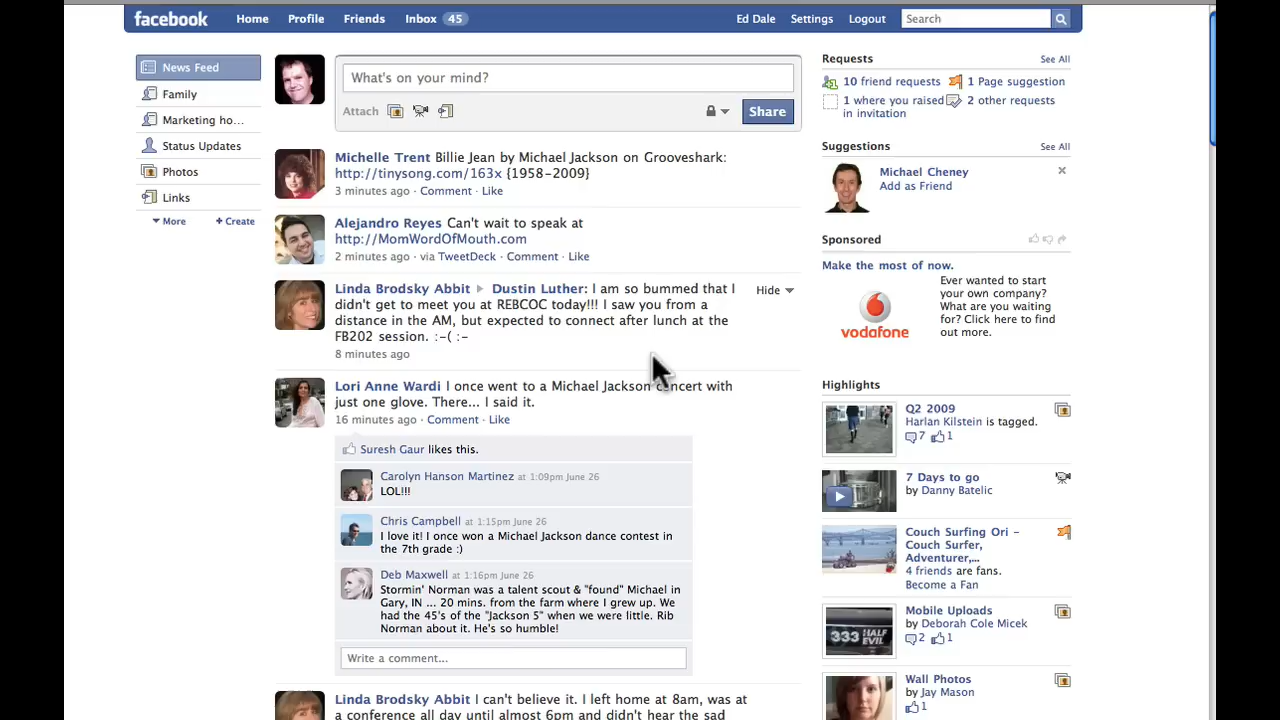 facebook Home Profile Friends Inbox 45 Ed Dale Settings Logout Search
News Feed
Family
Marketing ho...
Status Updates
Photos
Links
More + Create
What's on your mind?
Attach Share
Michelle Trent Billie Jean by Michael Jackson on Grooveshark:
http://tinysong.com/163x {1958-2009}
3 minutes ago · Comment · Like
Alejandro Reyes Can't wait to speak at
http://MomWordOfMouth.com
2 minutes ago · via TweetDeck · Comment · Like
Linda Brodsky Abbit Dustin Luther: I am so bummed that I Hide
didn't get to meet you at REBCOC today!!! I saw you from a
distance in the AM, but expected to connect after lunch at the
FB202 session. :-( :-
8 minutes ago
Lori Anne Wardi I once went to a Michael Jackson concert with
just one glove. There... I said it.
16 minutes ago · Comment · Like
Suresh Gaur likes this.
Carolyn Hanson Martinez at 1:09pm June 26
LOL!!!
Chris Campbell at 1:15pm June 26
I love it! I once won a Michael Jackson dance contest in
the 7th grade :)
Deb Maxwell at 1:16pm June 26
Stormin' Norman was a talent scout & "found" Michael in
Gary, IN ... 20 mins. from the farm where I grew up. We
had the 45's of the "Jackson 5" when we were little. Rib
Norman about it. He's so humble!
Write a comment...
Linda Brodsky Abbit I can't believe it. I left home at 8am, was at
a conference all day until almost 6pm and didn't hear the sad
Requests See All
10 friend requests 1 Page suggestion
1 where you raised 2 other requests
in invitation
Suggestions See All
Michael Cheney
Add as Friend
Sponsored
Make the most of now.
Ever wanted to start
your own company?
What are you waiting
for? Click here to find
out more.
vodafone
Highlights
Q2 2009
Harlan Kilstein is tagged.
7 1
7 Days to go
by Danny Batelic
Couch Surfing Ori -
Couch Surfer,
Adventurer,...
4 friends are fans.
Become a Fan
Mobile Uploads
by Deborah Cole Micek
2 1
333 HALF
EVIL
Wall Photos
by Jay Mason
1